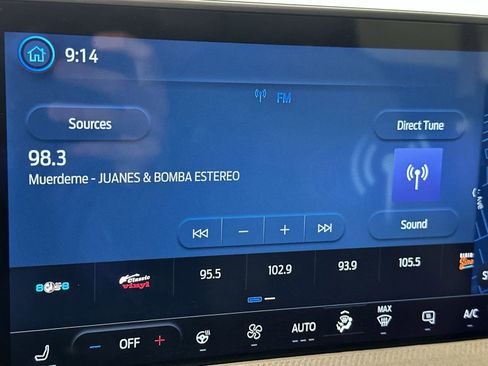 9:14
FM
Sources
Direct Tune
98.3
Muerdeme - JUANES & BOMBA ESTEREO
Sound
Classic
vinyl
95.5
102.9
93.9
105.5
OFF
AUTO
MAX
A/C